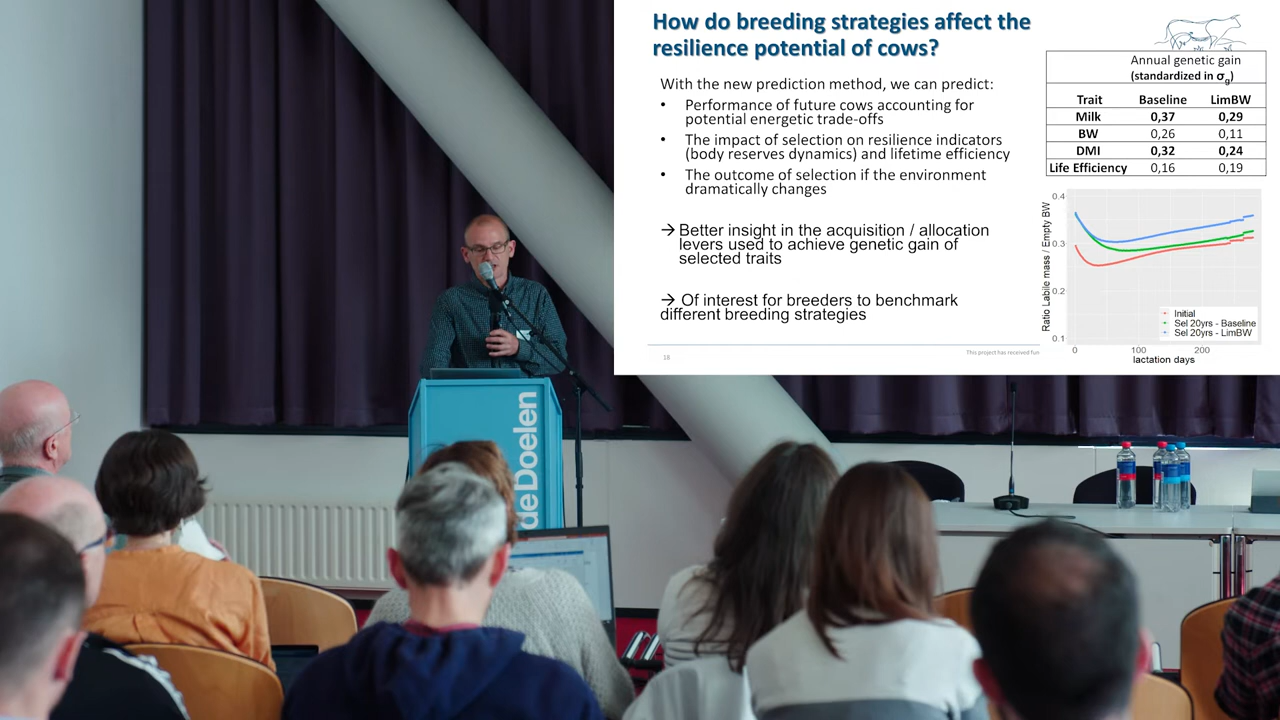 How do breeding strategies affect the
resilience potential of cows?
With the new prediction method, we can predict:
• Performance of future cows accounting for
potential energetic trade-offs
• The impact of selection on resilience indicators
(body reserves dynamics) and lifetime efficiency
• The outcome of selection if the environment
dramatically changes
→ Better insight in the acquisition / allocation
levers used to achieve genetic gain of
selected traits
→ Of interest for breeders to benchmark
different breeding strategies
18
This project has received fun
Annual genetic gain
(standardized in σg)
Trait Baseline LimBW
Milk 0,37 0,29
BW 0,26 0,11
DMI 0,32 0,24
Life Efficiency 0,16 0,19
Ratio Labile mass / Empty BW
0.4
0.3
0.2
0.1
Initial
Sel 20yrs - Baseline
Sel 20yrs - LimBW
0 100 200
lactation days
de Doelen